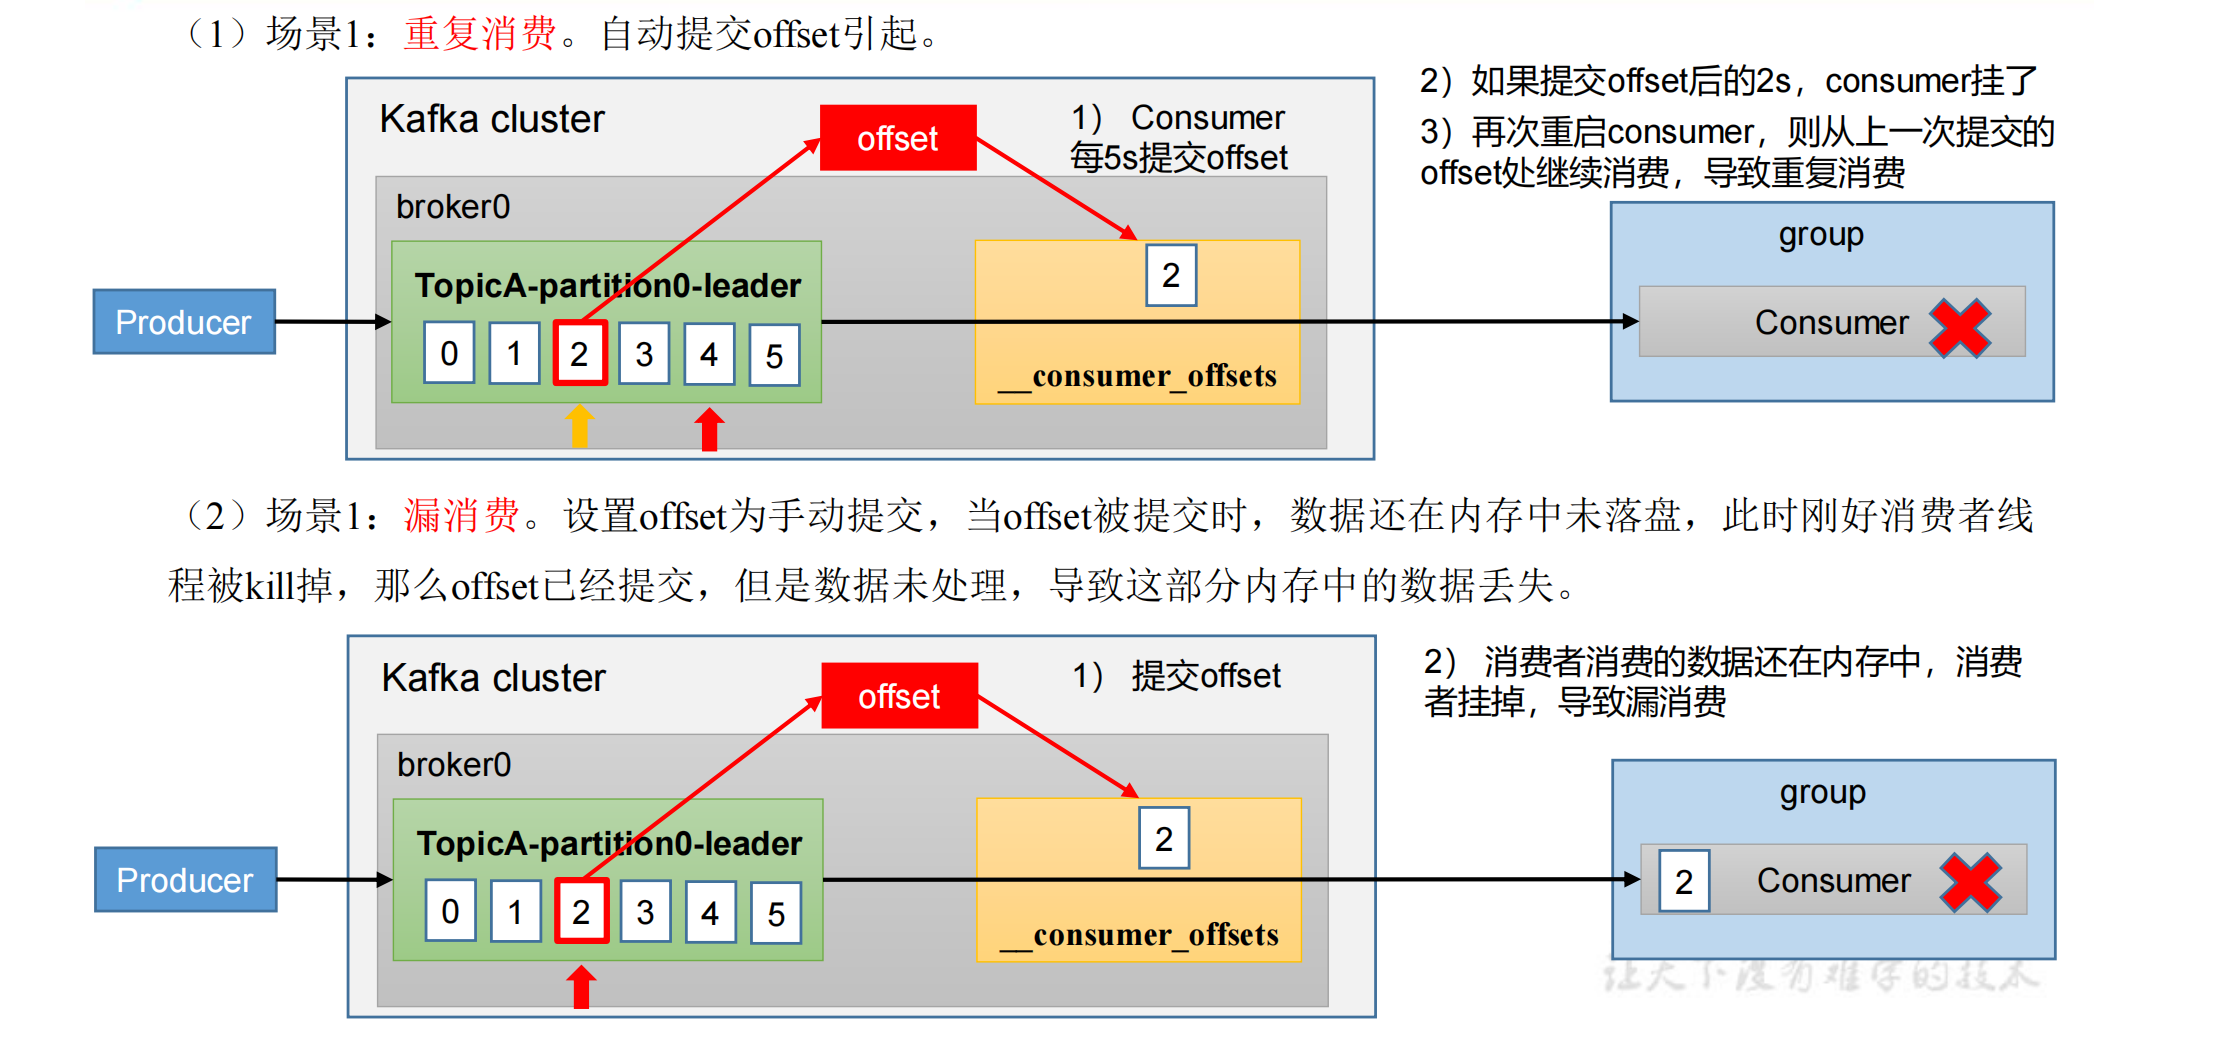 （1）场景1：重复消费。自动提交offset引起。
Kafka cluster
offset
1） Consumer
每5s提交offset
2）如果提交offset后的2s，consumer挂了
3）再次重启consumer，则从上一次提交的
offset处继续消费，导致重复消费
broker0
group
TopicA-partition0-leader
2
Producer
Consumer
0 1 2 3 4 5
__consumer_offsets
（2）场景1：漏消费。设置offset为手动提交，当offset被提交时，数据还在内存中未落盘，此时刚好消费者线
程被kill掉，那么offset已经提交，但是数据未处理，导致这部分内存中的数据丢失。
Kafka cluster
offset
1） 提交offset
2） 消费者消费的数据还在内存中，消费
者挂掉，导致漏消费
broker0
group
TopicA-partition0-leader
2
Producer
2 Consumer
0 1 2 3 4 5
__consumer_offsets
让天下没有难学的技术